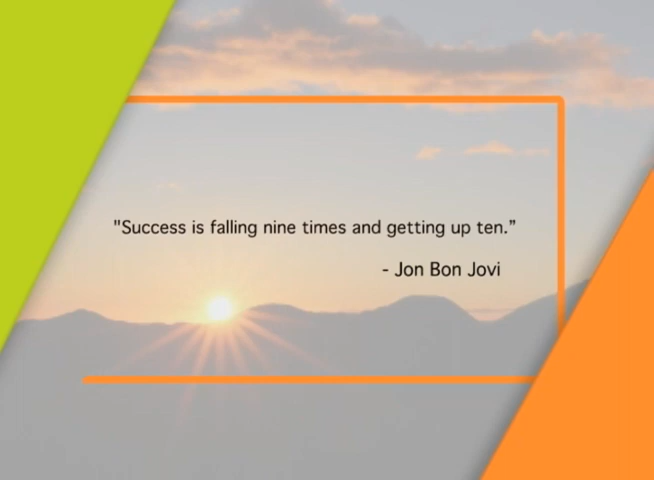 "Success is falling nine times and getting up ten.”
- Jon Bon Jovi